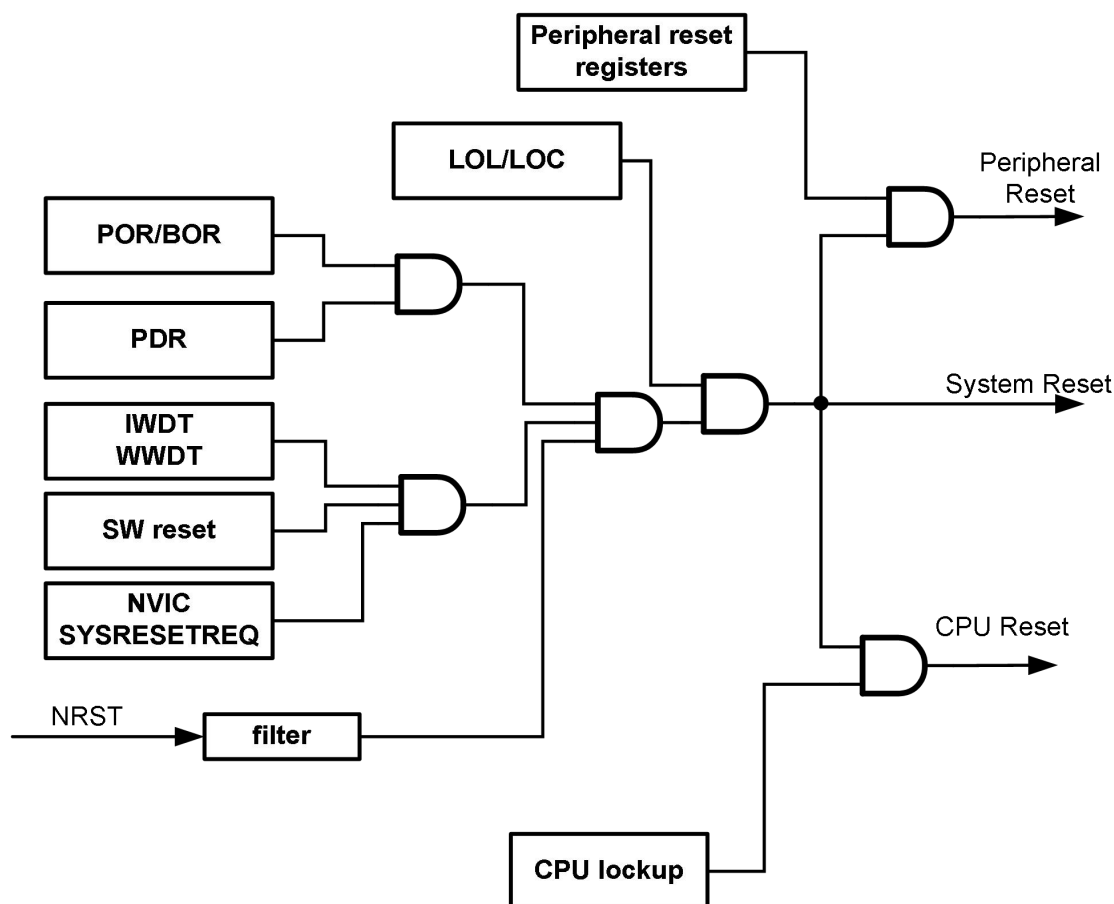 Peripheral reset
registers
LOL/LOC
Peripheral
Reset
POR/BOR
PDR
System Reset
IWDT
WWDT
SW reset
NVIC
SYSRESETREQ
CPU Reset
NRST
filter
CPU lockup